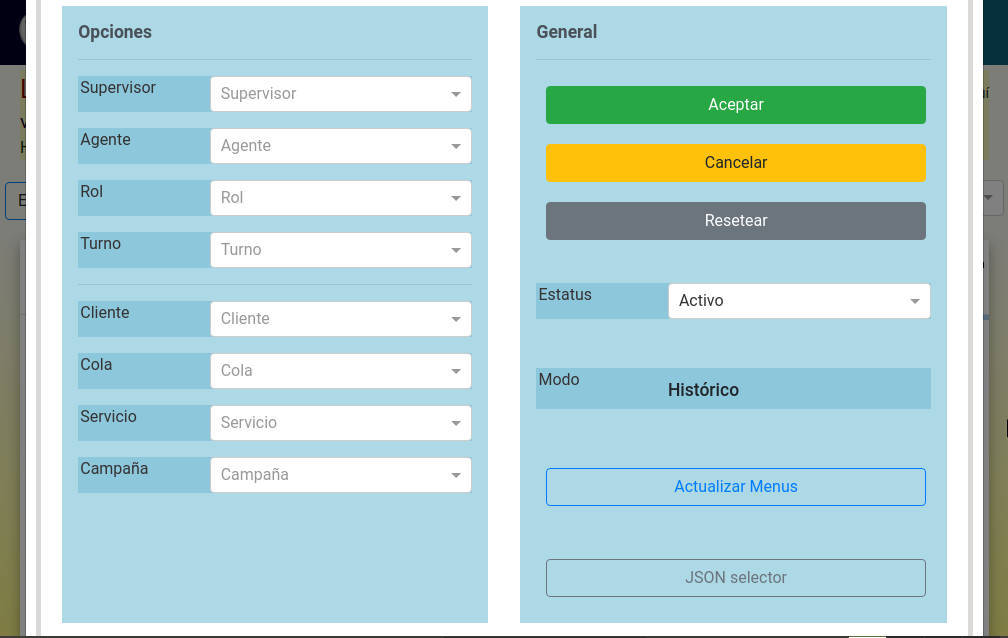 Opciones
Supervisor Supervisor
Agente Agente
Rol Rol
Turno Turno
Cliente Cliente
Cola Cola
Servicio Servicio
Campaña Campaña
General
Aceptar
Cancelar
Resetear
Estatus Activo
Modo Histórico
Actualizar Menus
JSON selector